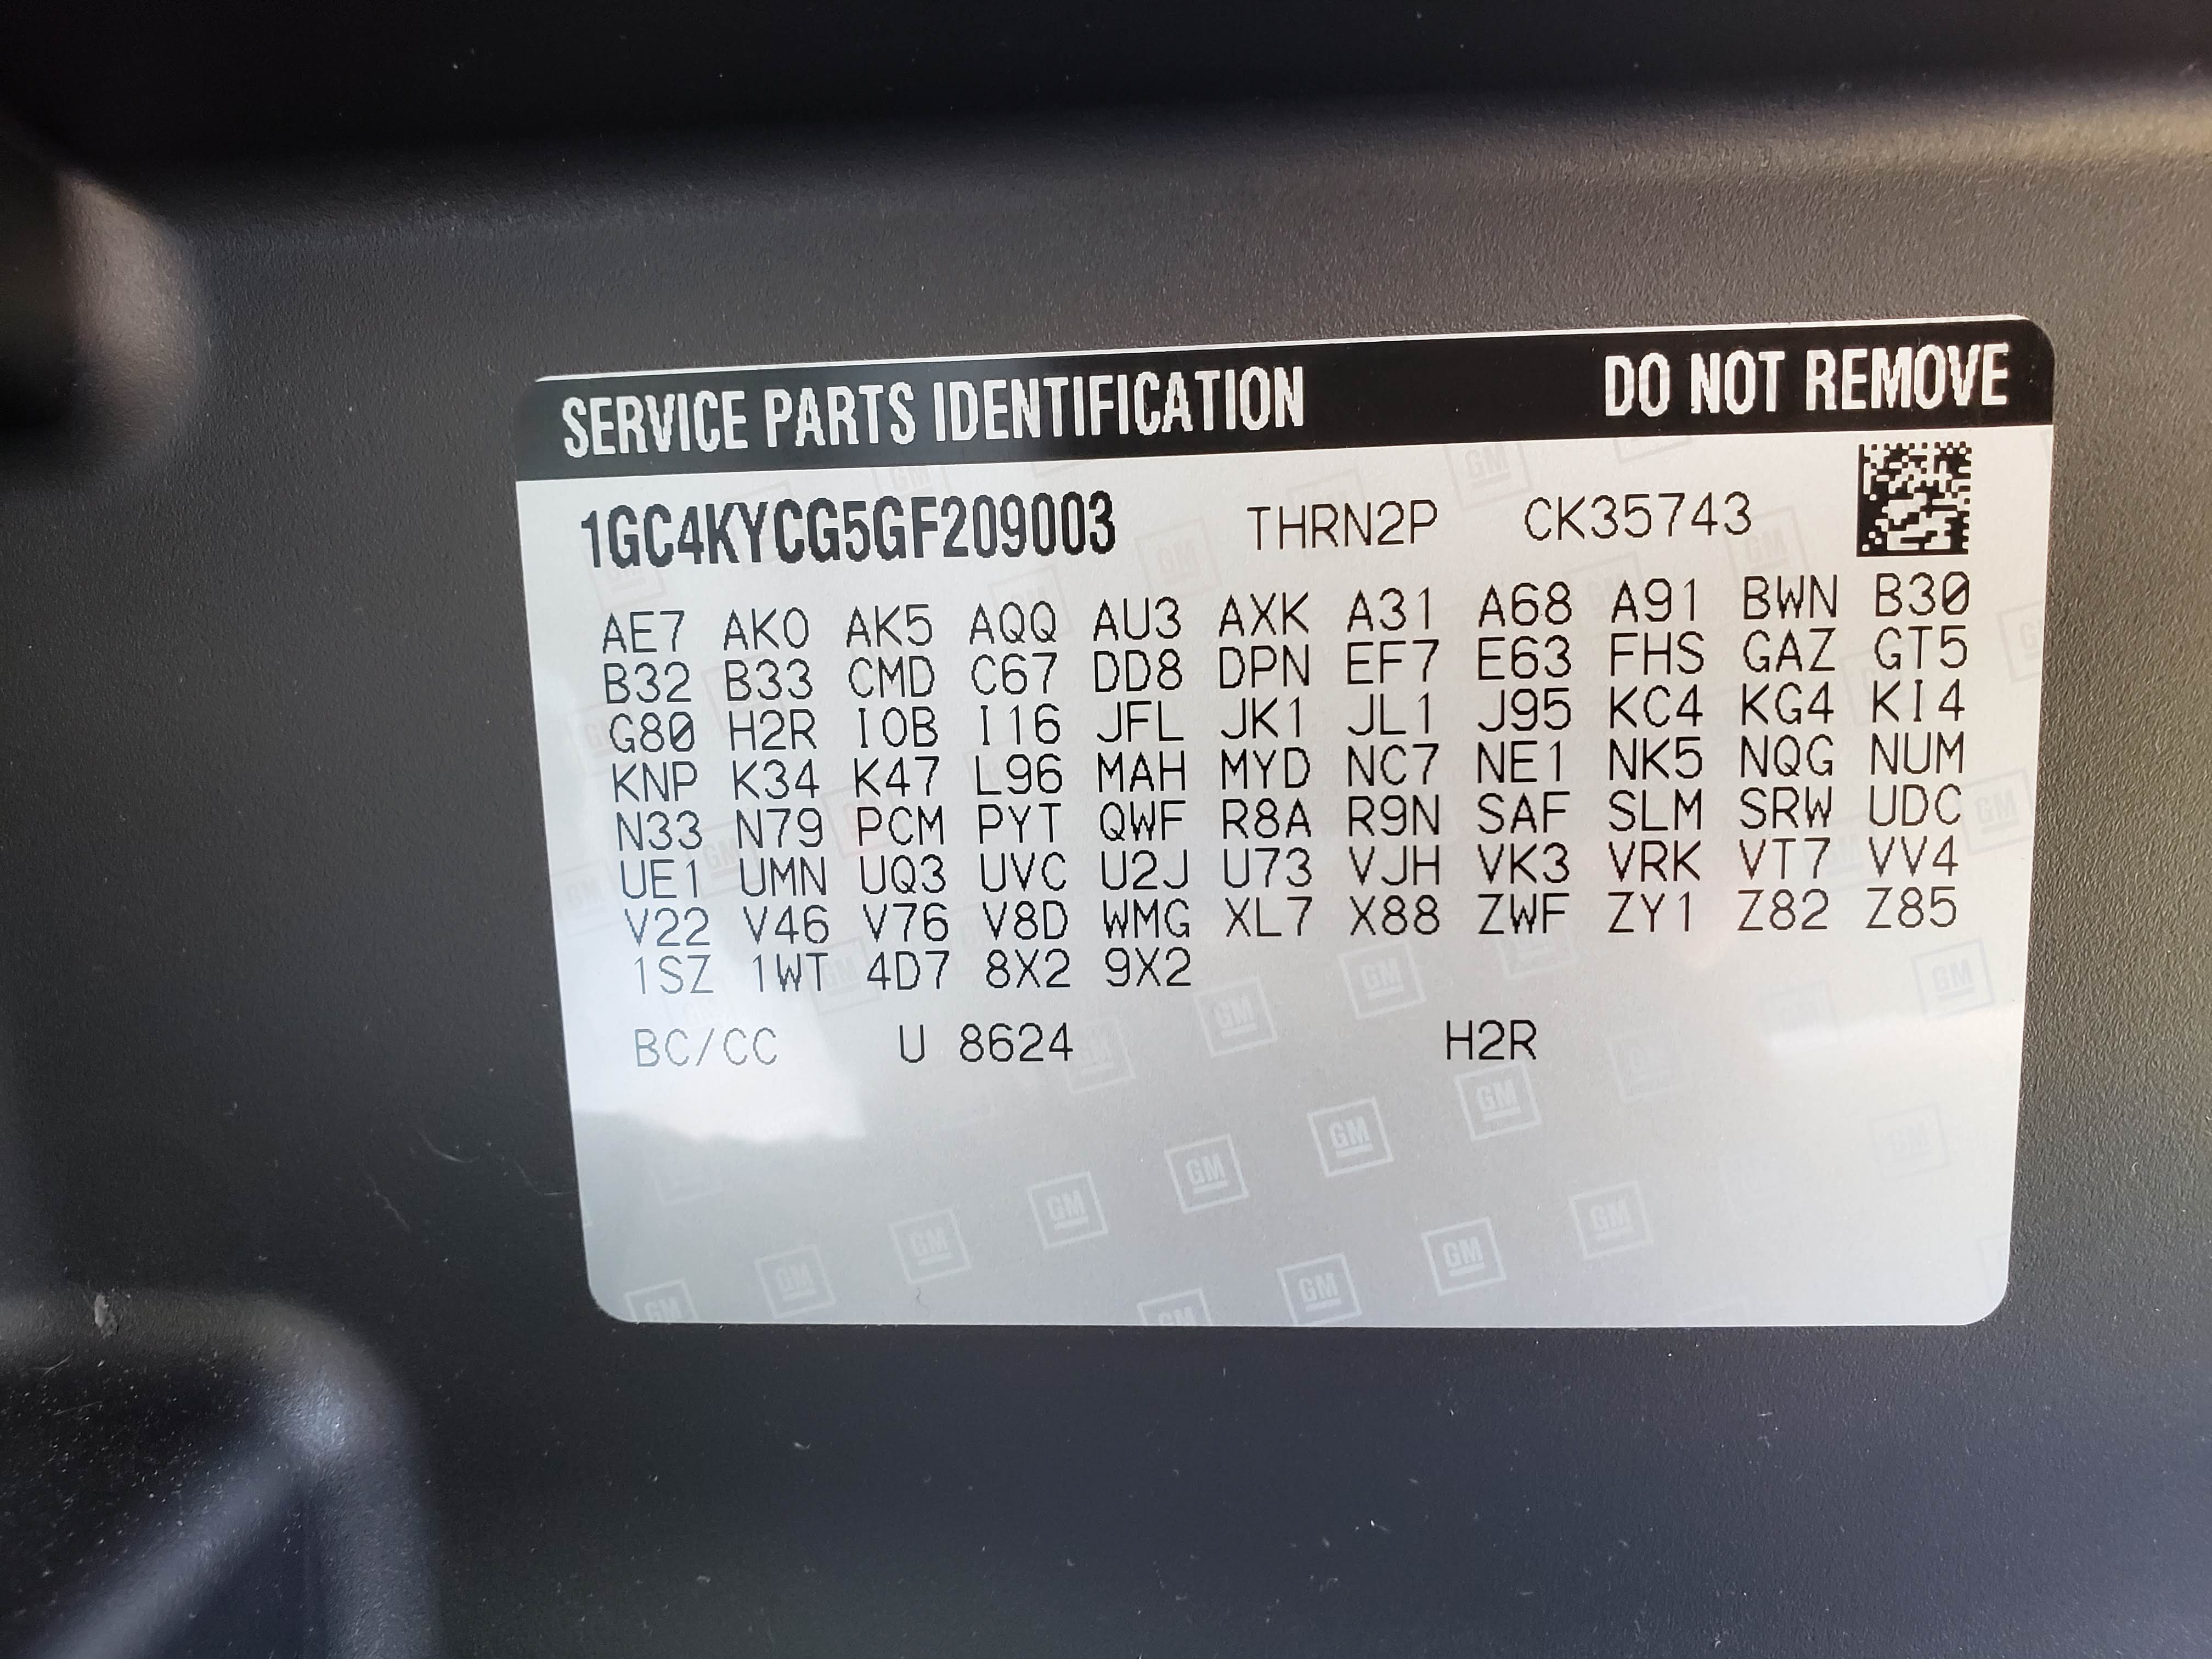 SERVICE PARTS IDENTIFICATION DO NOT REMOVE
1GC4KYCG5GF209003 THRN2P CK35743
AE7 AK0 AK5 AQQ AU3 AXK A31 A68 A91 BWN B30
B32 B33 CMD C67 DD8 DPN EF7 E63 FHS GAZ GT5
G80 H2R IOB I16 JFL JK1 JL1 J95 KC4 KG4 KI4
KNP K34 K47 L96 MAH MYD NC7 NE1 NK5 NQG NUM
N33 N79 PCM PYT QWF R8A R9N SAF SLM SRW UDC
UE1 UMN UQ3 UVC U2J U73 VJH VK3 VRK VT7 VV4
V22 V46 V76 V8D WMG XL7 X88 ZWF ZY1 Z82 Z85
1SZ 1WT 4D7 8X2 9X2
BC/CC U 8624 H2R